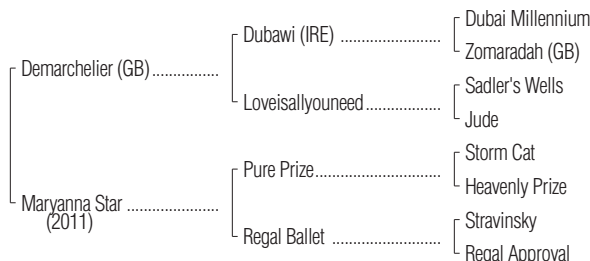 Dubai Millennium
Dubawi (IRE) ....................
Zomaradah (GB)
Demarchelier (GB) ...............
Sadler's Wells
Loveisallyouneed .................
Jude
Storm Cat
Pure Prize .........................
Heavenly Prize
Maryanna Star .....................
(2011)
Stravinsky
Regal Ballet .....................
Regal Approval